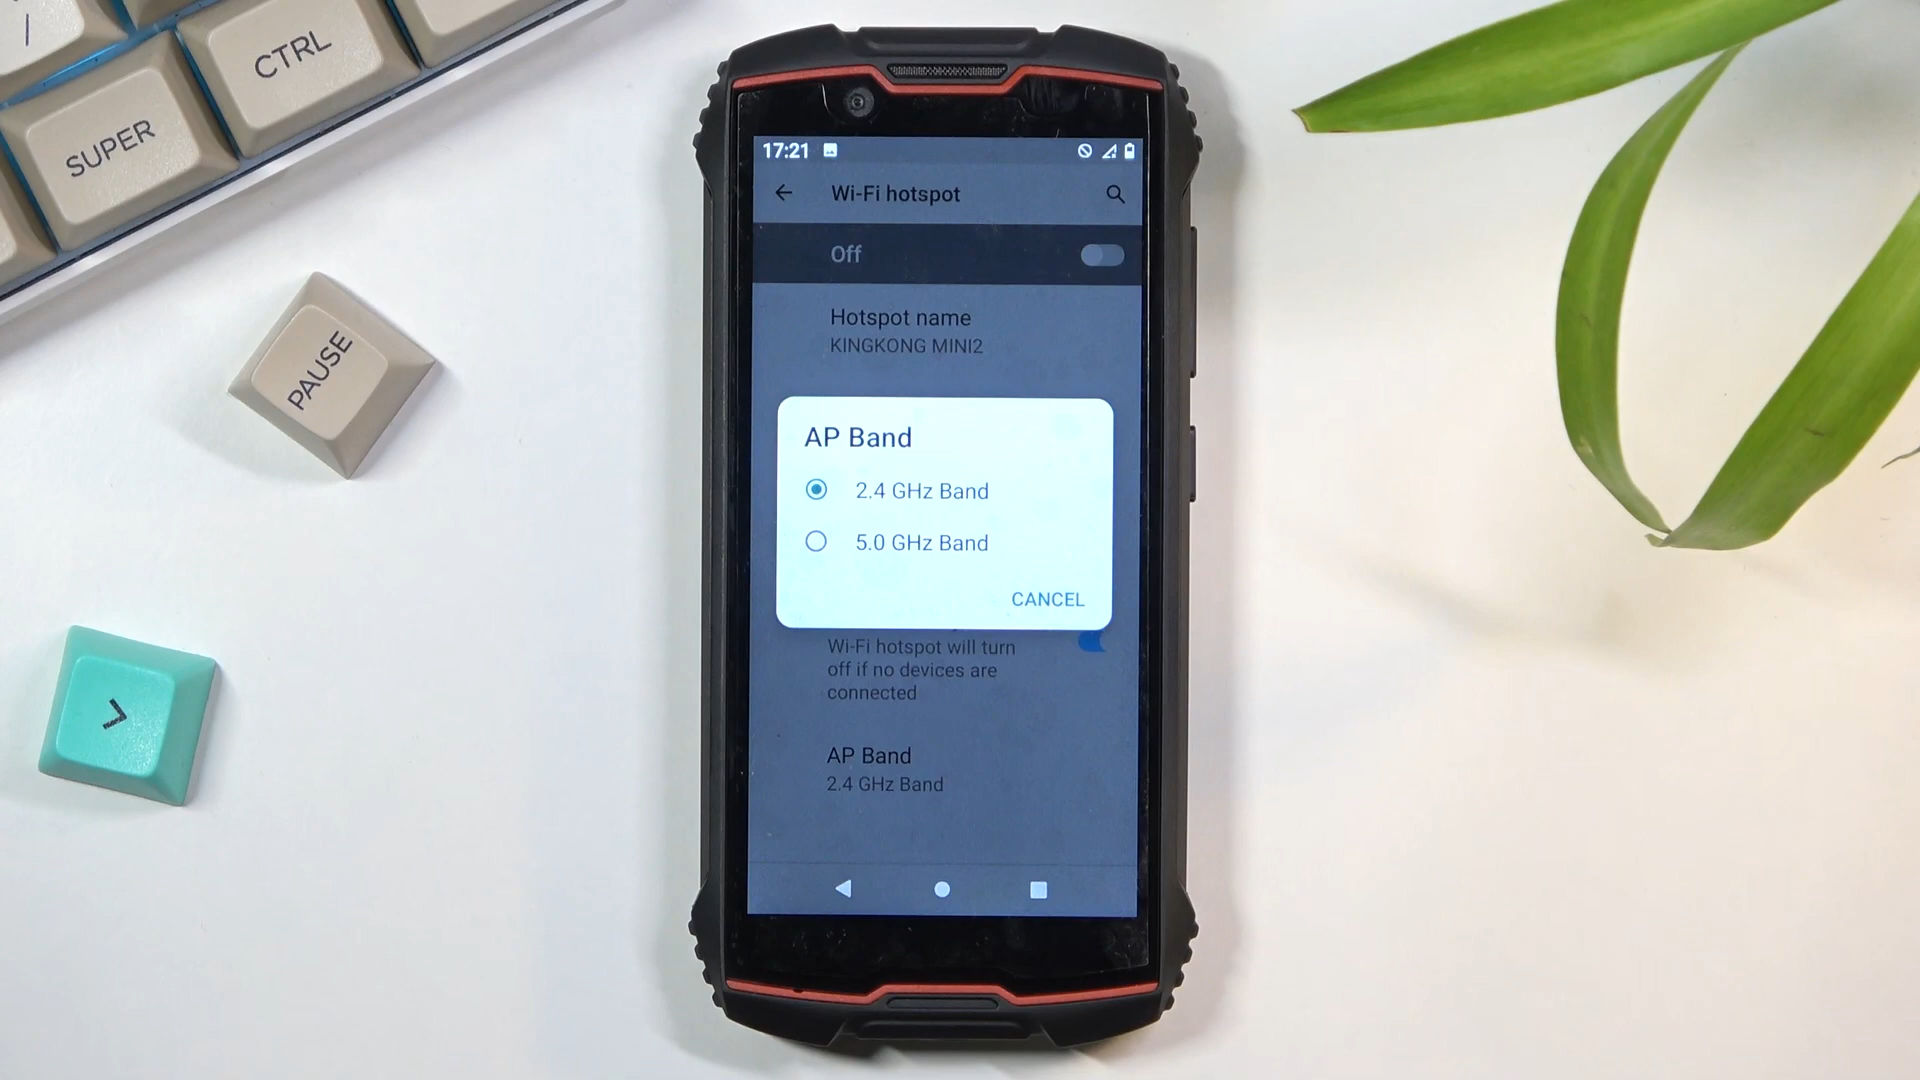 /
CTRL
SUPER
PAUSE
>
17:21
Wi-Fi hotspot
Off
Hotspot name
KINGKONG MINI2
AP Band
2.4 GHz Band
5.0 GHz Band
CANCEL
Wi-Fi hotspot will turn
off if no devices are
connected
AP Band
2.4 GHz Band